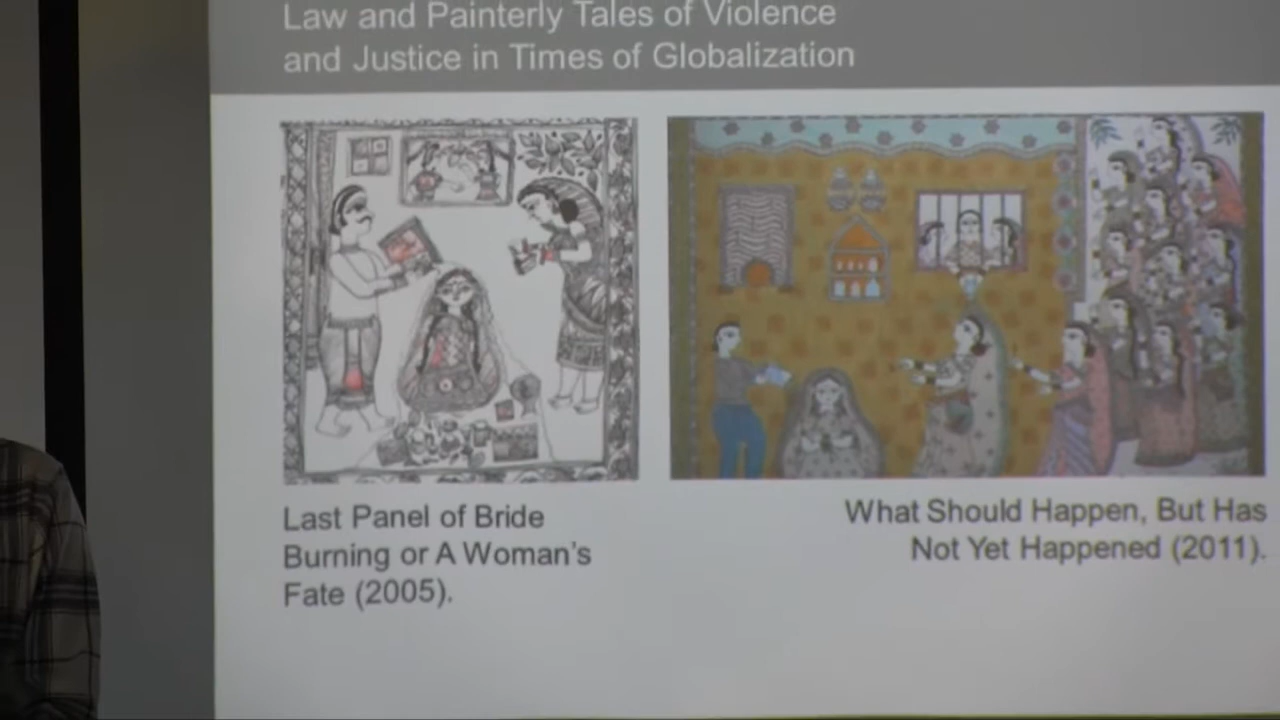 Law and Painterly Tales of Violence
and Justice in Times of Globalization
Last Panel of Bride
Burning or A Woman's
Fate (2005).
What Should Happen, But Has
Not Yet Happened (2011).